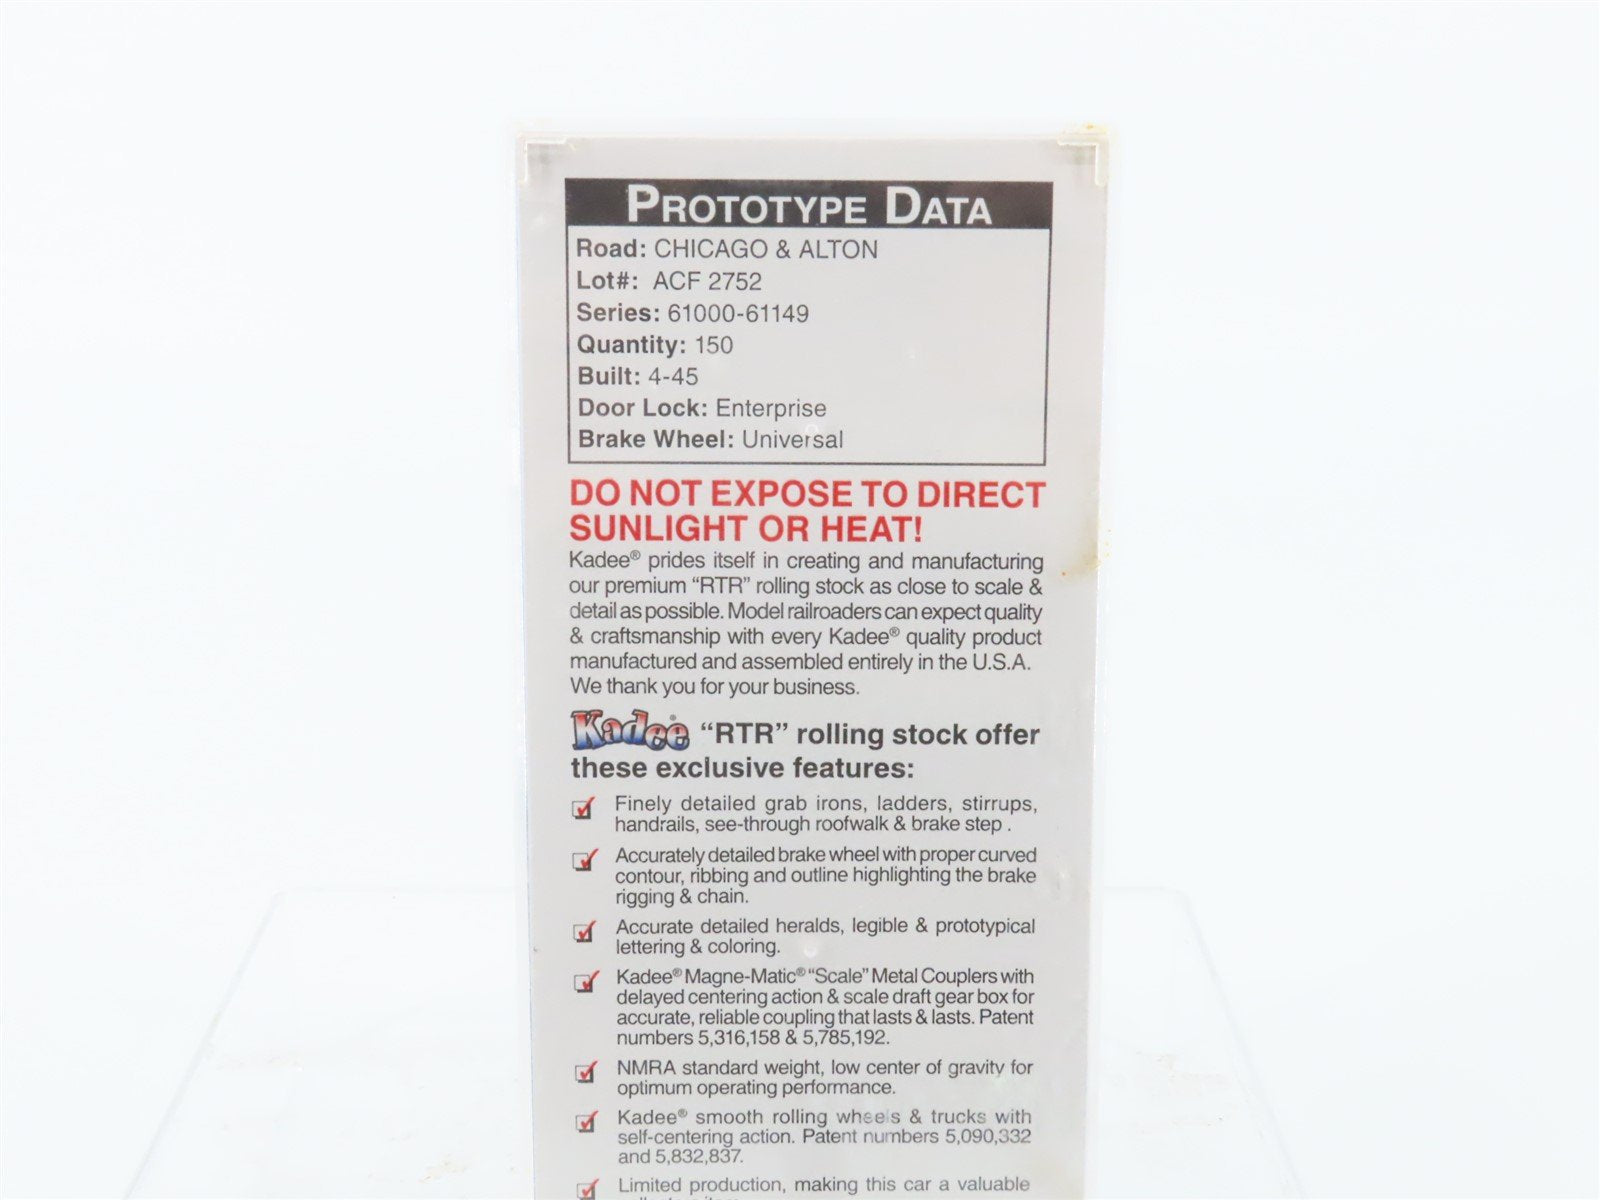 PROTOTYPE DATA
Road: CHICAGO & ALTON
Lot#: ACF 2752
Series: 61000-61149
Quantity: 150
Built: 4-45
Door Lock: Enterprise
Brake Wheel: Universal
DO NOT EXPOSE TO DIRECT
SUNLIGHT OR HEAT!
Kadee® prides itself in creating and manufacturing
our premium “RTR” rolling stock as close to scale &
detail as possible. Model railroaders can expect quality
& craftsmanship with every Kadee® quality product
manufactured and assembled entirely in the U.S.A.
We thank you for your business.
Kadee® “RTR” rolling stock offer
these exclusive features:
Finely detailed grab irons, ladders, stirrups,
handrails, see-through roofwalk & brake step .
Accurately detailed brake wheel with proper curved
contour, ribbing and outline highlighting the brake
rigging & chain.
Accurate detailed heralds, legible & prototypical
lettering & coloring.
Kadee® Magne-Matic® “Scale” Metal Couplers with
delayed centering action & scale draft gear box for
accurate, reliable coupling that lasts & lasts. Patent
numbers 5,316,158 & 5,785,192.
NMRA standard weight, low center of gravity for
optimum operating performance.
Kadee® smooth rolling wheels & trucks with
self-centering action. Patent numbers 5,090,332
and 5,832,837.
Limited production, making this car a valuable